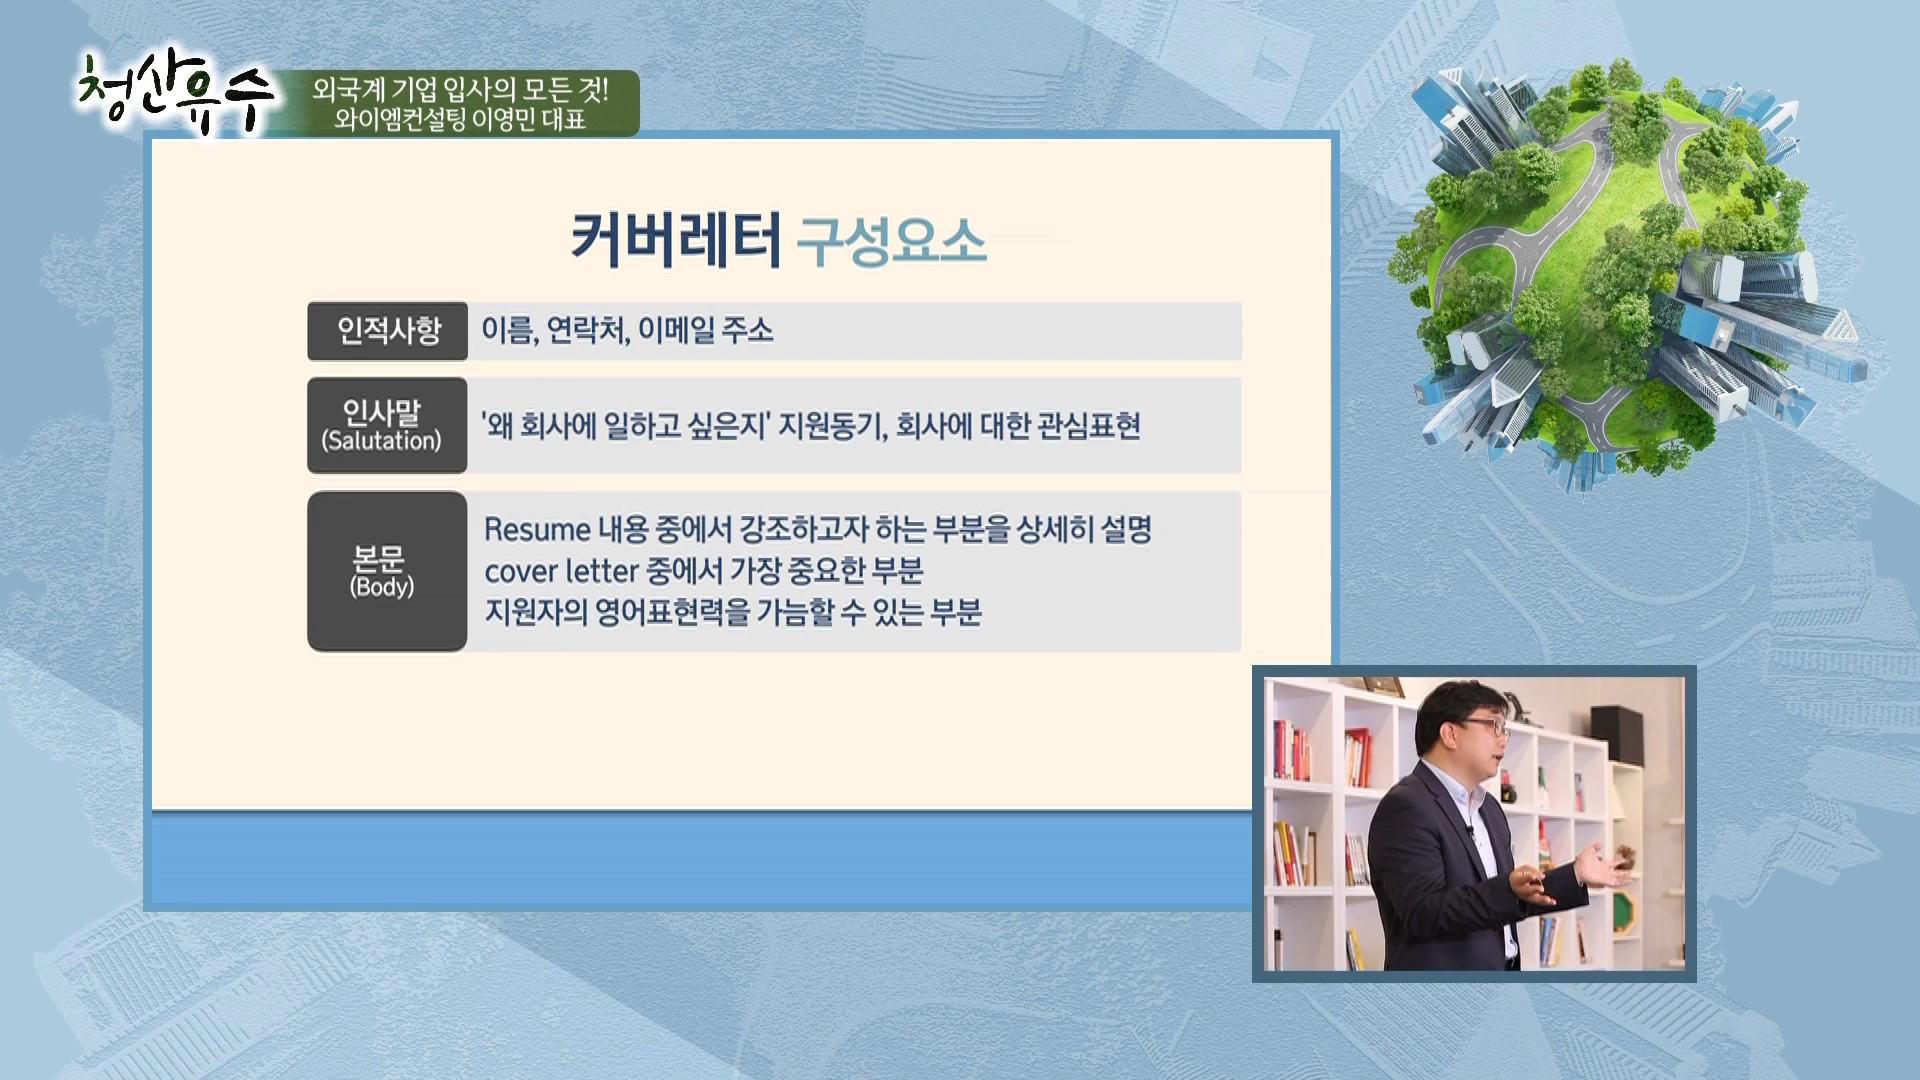 청산유수
외국계 기업 입사의 모든 것!
와이엠컨설팅 이영민 대표
커버레터 구성요소
인적사항
이름, 연락처, 이메일 주소
인사말
(Salutation)
'왜 회사에 일하고 싶은지' 지원동기, 회사에 대한 관심표현
본문
(Body)
Resume 내용 중에서 강조하고자 하는 부분을 상세히 설명
cover letter 중에서 가장 중요한 부분
지원자의 영어표현력을 가늠할 수 있는 부분